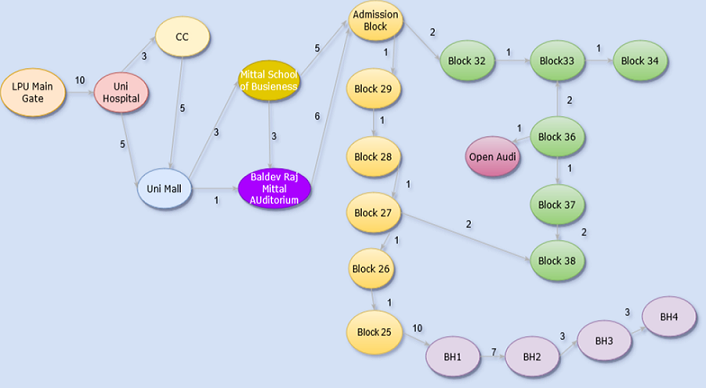 Admission
Block
2
CC
3
5
1
Block 32
1
Block33
1
Block 34
Mittal School
of Busieness
LPU Main
Gate
10
Uni
Hospital
Block 29
2
6
1
5
3
3
Block 28
1
Block 36
Open Audi
5
1
1
Uni Mall
1
Baldev Raj
Mittal
AUditorium
Block 27
2
Block 37
2
1
Block 26
Block 38
1
Block 25
10
BH1
7
BH2
3
BH3
3
BH4